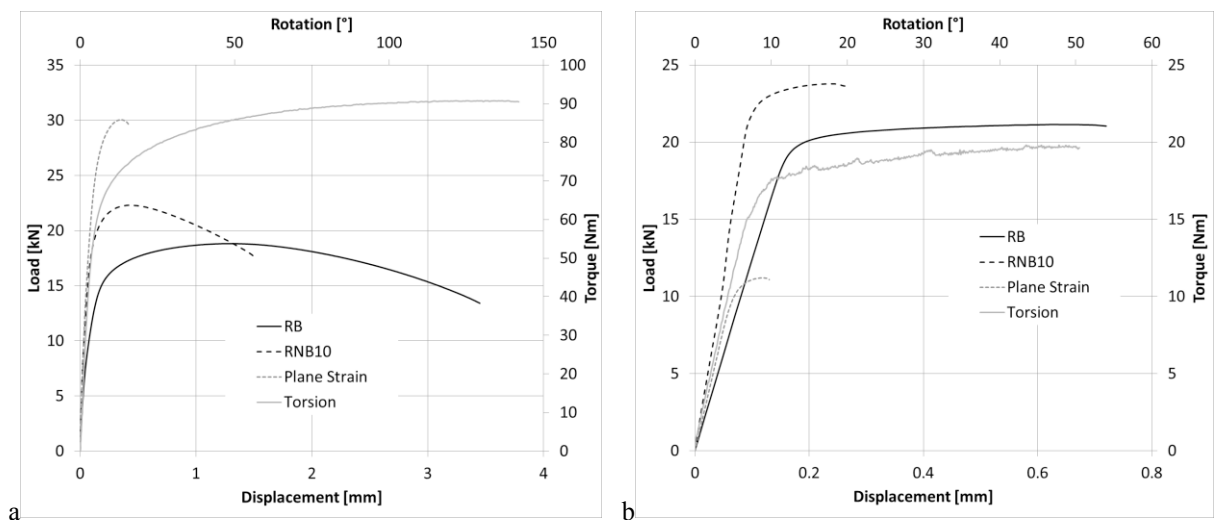 Rotation [°]
0 50 100 150
35 100
30 90
25 80
20 70
15 60
10 50
5 40
0 30
20
10
0
Load [kN]
Torque [Nm]
RB
RNB10
Plane Strain
Torsion
0 1 2 3 4
Displacement [mm]
a
Rotation [°]
0 10 20 30 40 50 60
25 25
20 20
15 15
10 10
5 5
0 0
Load [kN]
Torque [Nm]
RB
RNB10
Plane Strain
Torsion
0 0.2 0.4 0.6 0.8
Displacement [mm]
b